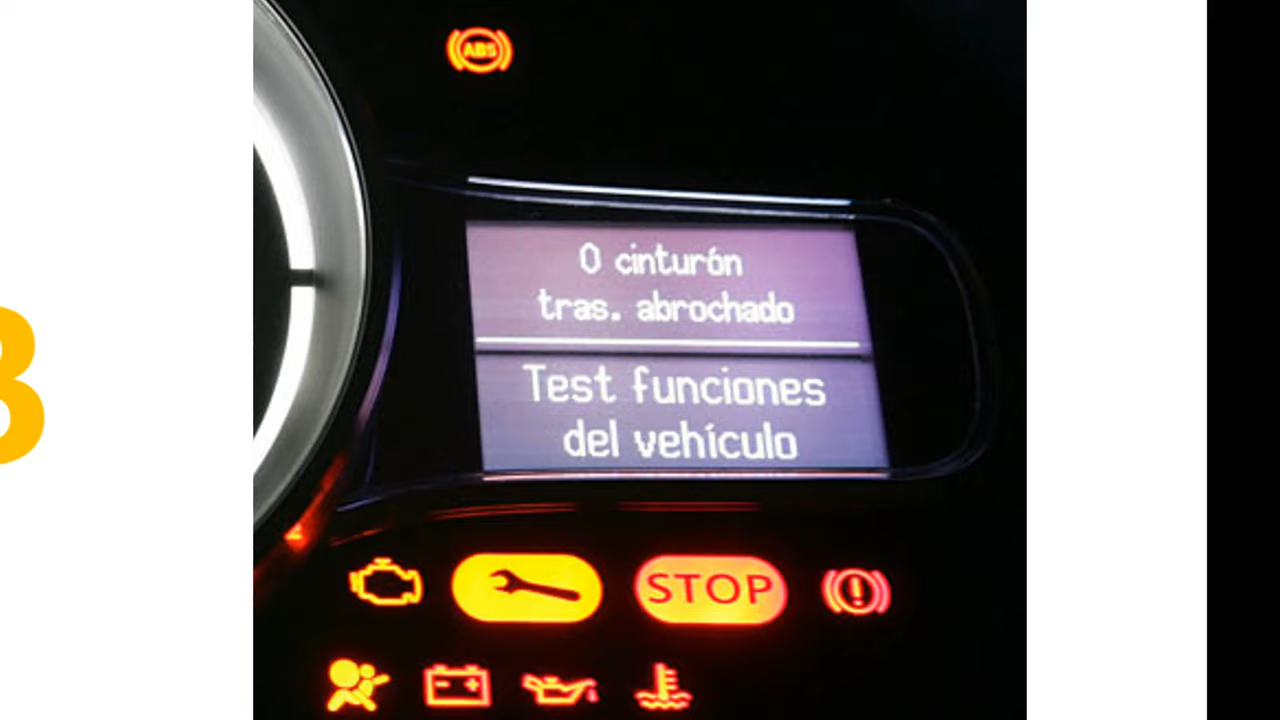 ABS
0 cinturón
tras. abrochado
Test funciones
del vehículo
STOP